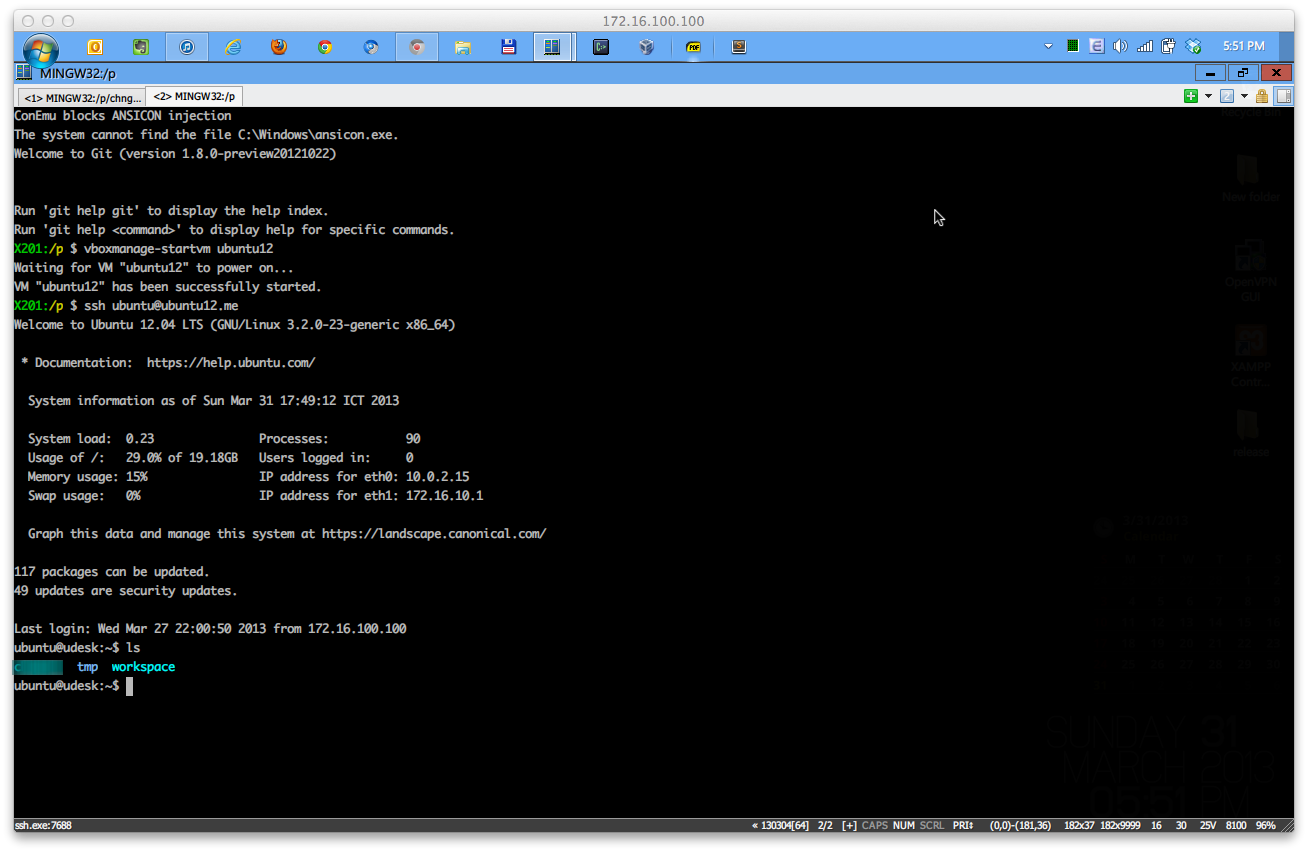 172.16.100.100
5:51 PM
MINGW32:/p
<1> MINGW32:/p/chng... <2> MINGW32:/p
ConEmu blocks ANSICON injection
The system cannot find the file C:\Windows\ansicon.exe.
Welcome to Git (version 1.8.0-preview20121022)
Run 'git help git' to display the help index.
Run 'git help <command>' to display help for specific commands.
X201:/p $ vboxmanage-startvm ubuntu12
Waiting for VM "ubuntu12" to power on...
VM "ubuntu12" has been successfully started.
X201:/p $ ssh ubuntu@ubuntu12.me
Welcome to Ubuntu 12.04 LTS (GNU/Linux 3.2.0-23-generic x86_64)
* Documentation: https://help.ubuntu.com/
System information as of Sun Mar 31 17:49:12 ICT 2013
System load: 0.23 Processes: 90
Usage of /: 29.0% of 19.18GB Users logged in: 0
Memory usage: 15% IP address for eth0: 10.0.2.15
Swap usage: 0% IP address for eth1: 172.16.10.1
Graph this data and manage this system at https://landscape.canonical.com/
117 packages can be updated.
49 updates are security updates.
Last login: Wed Mar 27 22:00:50 2013 from 172.16.100.100
ubuntu@udesk:~$ ls
tmp workspace
ubuntu@udesk:~$
New folder
OpenVPN
GUI
XAMPP
Contr...
release
SUNDAY 31
MARCH 2013
05:51 PM
ssh.exe:7688 « 130304[64] 2/2 [+] CAPS NUM SCRL PRI↕ (0,0)-(181,36) 182x37 182x9999 16 30 25V 8100 96%